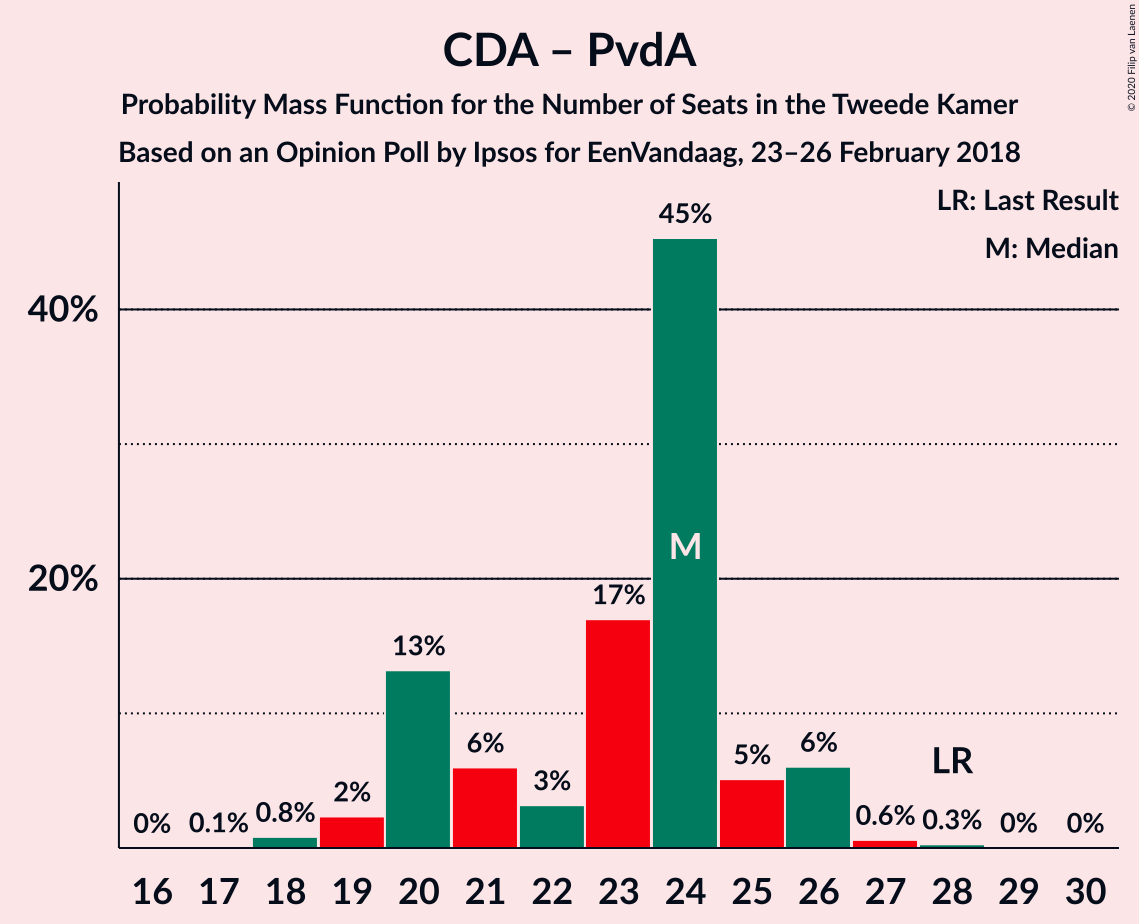 CDA – PvdA
Probability Mass Function for the Number of Seats in the Tweede Kamer
Based on an Opinion Poll by Ipsos for EenVandaag, 23–26 February 2018
© 2020 Filip van Laenen
LR: Last Result
M: Median
45%
40%
M
20%
17%
13%
6%
3%
5%
6%
LR
0%
0.1%
0.8%
2%
0.6%
0.3%
0%
0%
16 17 18 19 20 21 22 23 24 25 26 27 28 29 30